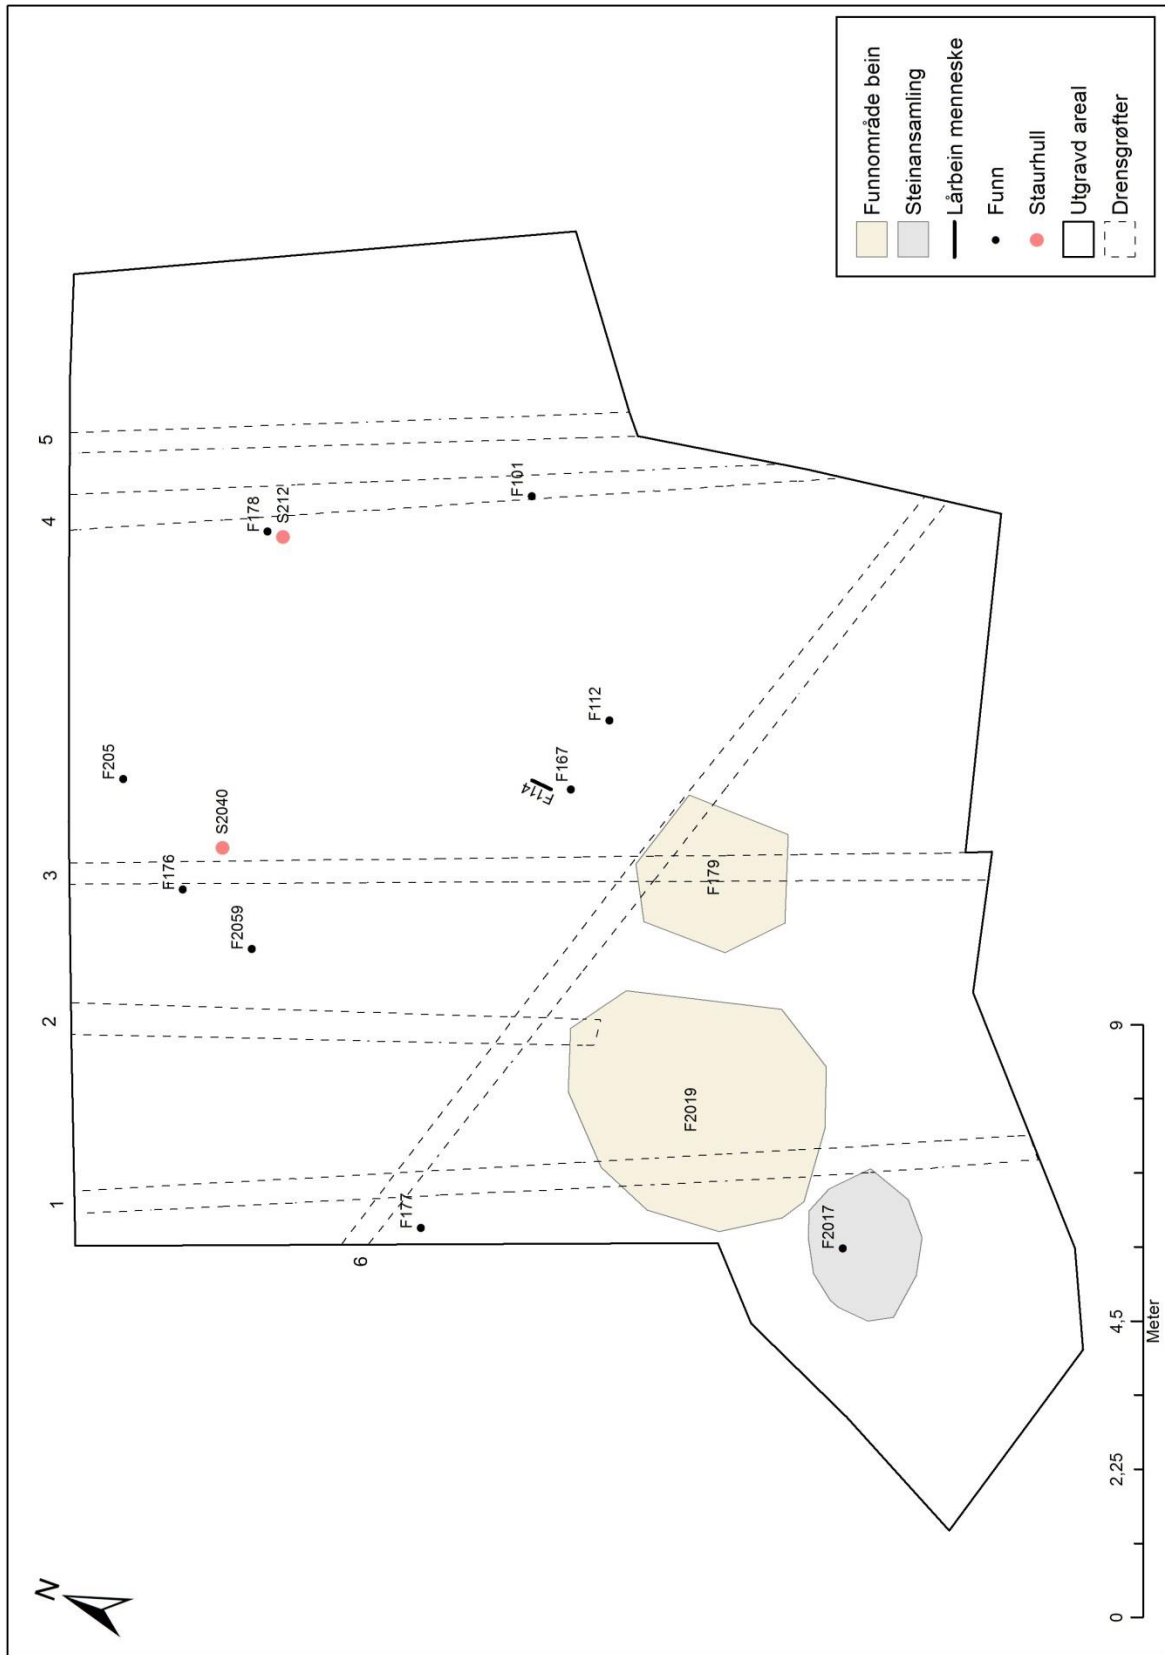 N
1
2
3
4
5
6
F205
F176
S2040
F2059
F178
S212
F177
F101
F114
F167
F112
F179
F2019
F2017
Funnområde bein
Steinansamling
Lårbein menneske
Funn
Staurhull
Utgravd areal
Drensgrøfter
0
2,25
4,5
9
Meter